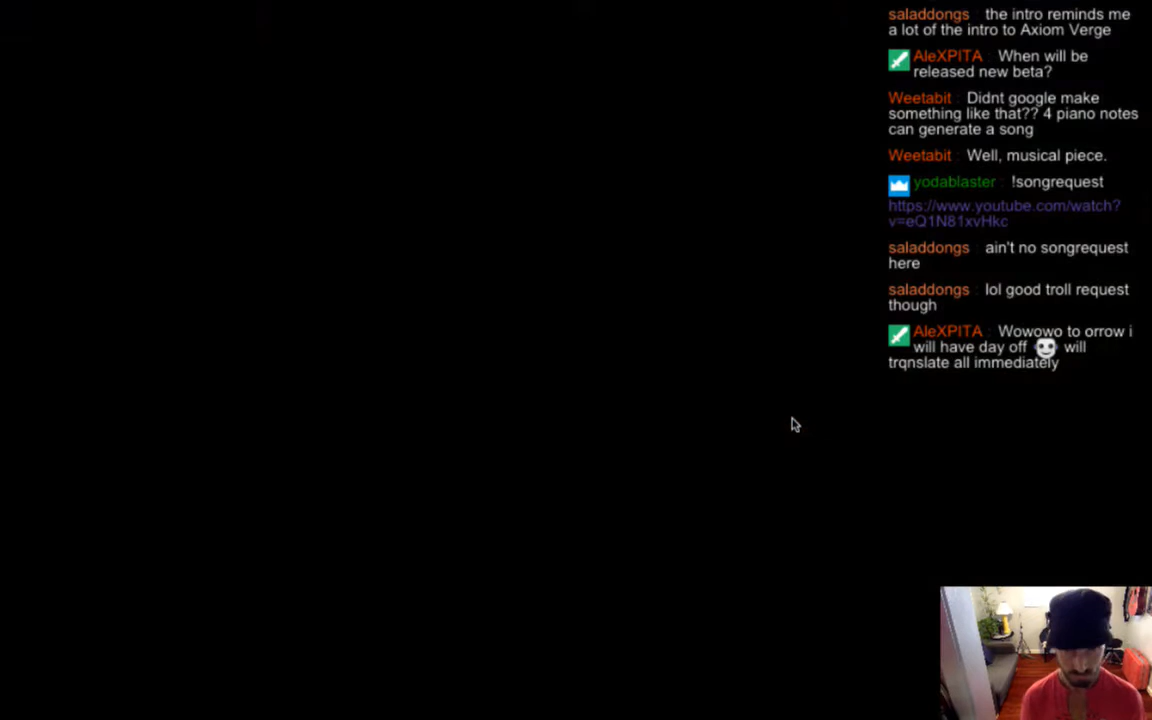 saladdongs : the intro reminds me
a lot of the intro to Axiom Verge
AleXPITA : When will be
released new beta?
Weetabit : Didnt google make
something like that?? 4 piano notes
can generate a song
Weetabit : Well, musical piece.
yodablaster : !songrequest
https://www.youtube.com/watch?
v=eQ1N81xvHkc
saladdongs : ain't no songrequest
here
saladdongs : lol good troll request
though
AleXPITA : Wowowo to orrow i
will have day off will
trqnslate all immediately